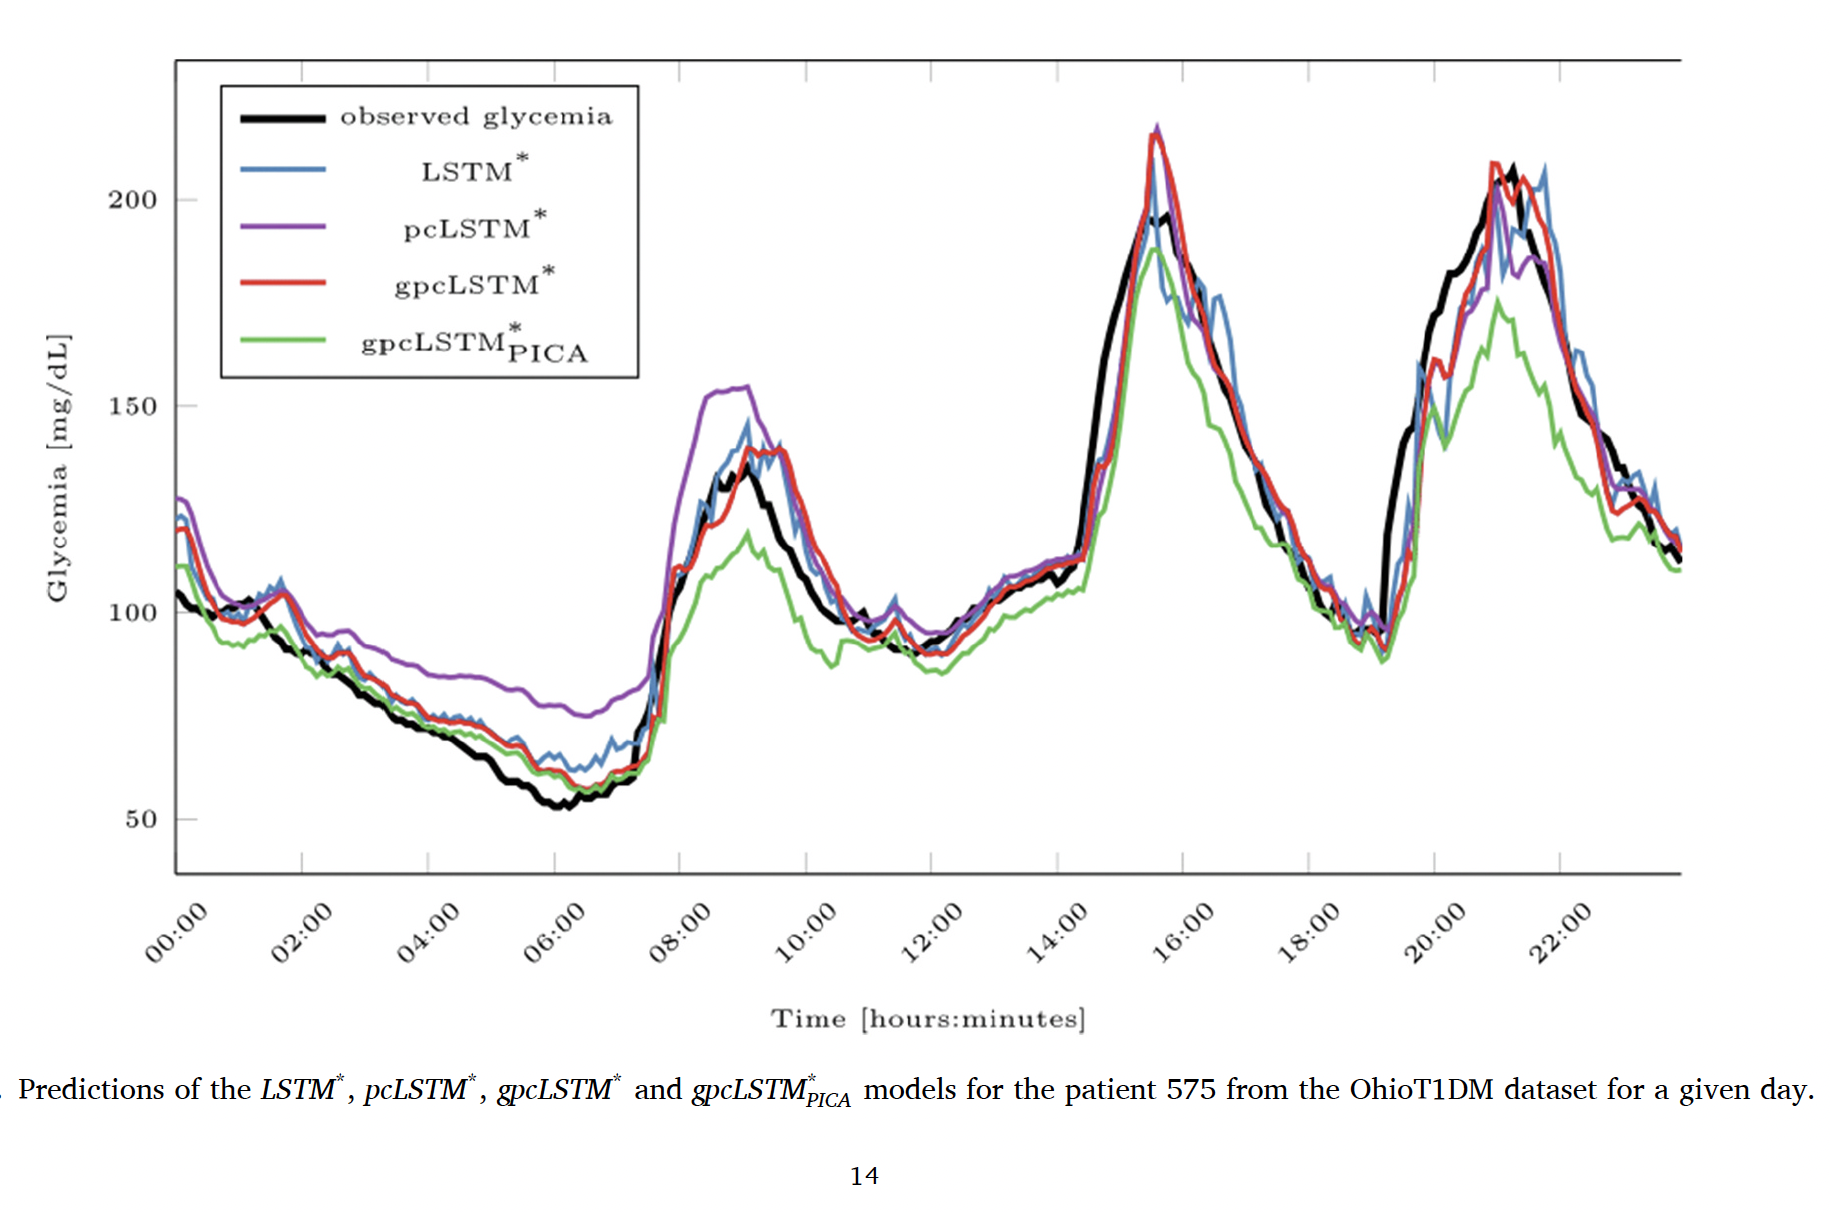 observed glycemia
LSTM*
pcLSTM*
gpcLSTM*
gpcLSTM*PICA
Glycemia [mg/dL]
200
150
100
50
00:00 02:00 04:00 06:00 08:00 10:00 12:00 14:00 16:00 18:00 20:00 22:00
Time [hours:minutes]
. Predictions of the LSTM*, pcLSTM*, gpcLSTM* and gpcLSTM*PICA models for the patient 575 from the OhioT1DM dataset for a given day.
14